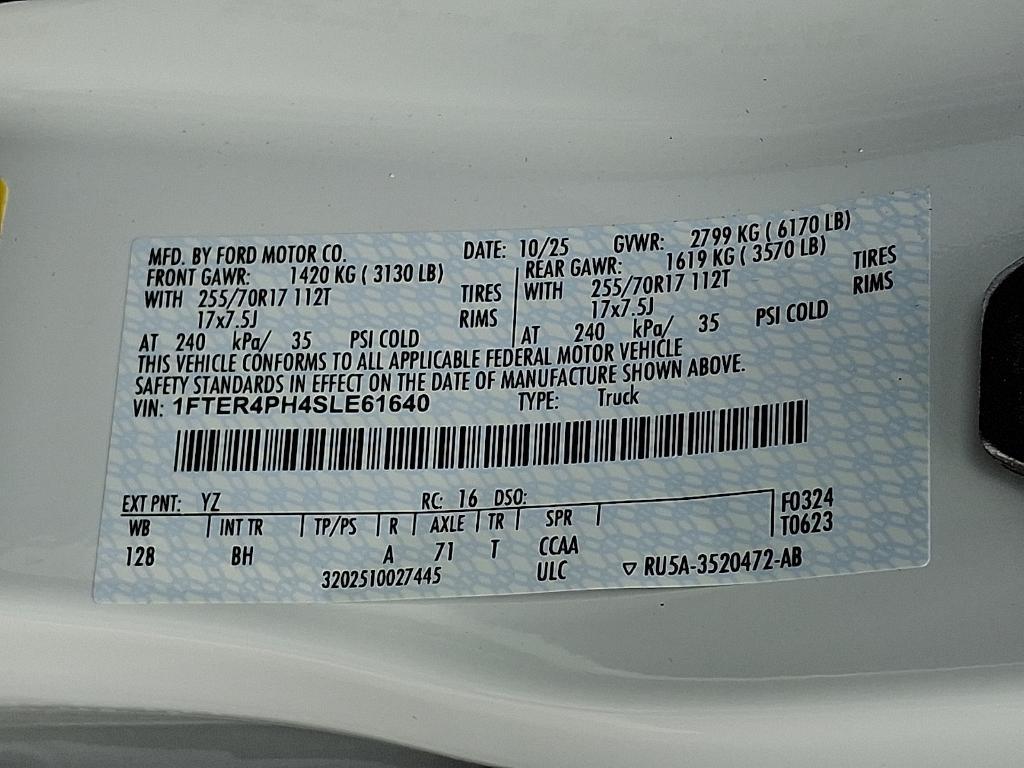 MFD. BY FORD MOTOR CO. DATE: 10/25 GVWR: 2799 KG ( 6170 LB)
FRONT GAWR: 1420 KG ( 3130 LB) REAR GAWR: 1619 KG ( 3570 LB)
WITH 255/70R17 112T TIRES WITH 255/70R17 112T TIRES
17x7.5J RIMS 17x7.5J RIMS
AT 240 kPa/ 35 PSI COLD AT 240 kPa/ 35 PSI COLD
THIS VEHICLE CONFORMS TO ALL APPLICABLE FEDERAL MOTOR VEHICLE
SAFETY STANDARDS IN EFFECT ON THE DATE OF MANUFACTURE SHOWN ABOVE.
VIN: 1FTER4PH4SLE61640 TYPE: Truck
EXT PNT: YZ RC: 16 DSO: F0324
WB INT TR TP/PS R AXLE TR SPR T0623
128 BH A 71 T CCAA
3202510027445 ULC ▽ RU5A-3520472-AB